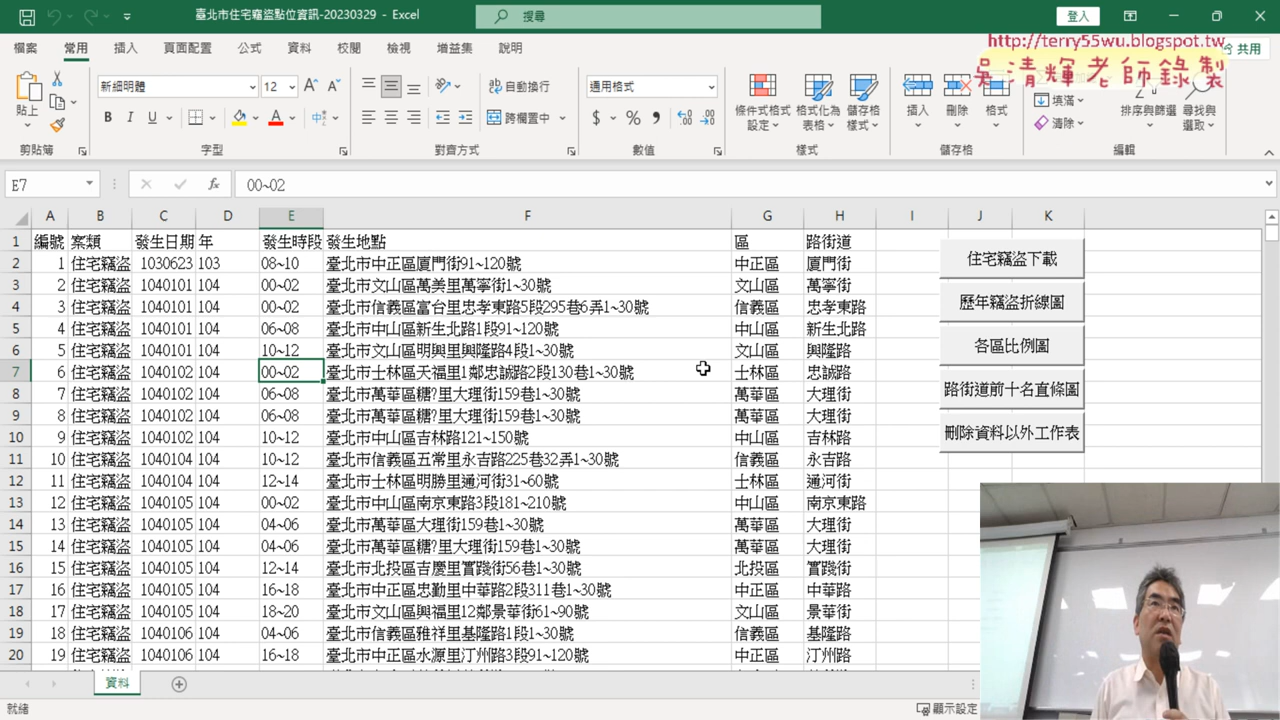 臺北市住宅竊盜點位資訊-20230329 - Excel
搜尋
登入
檔案 常用 插入 頁面配置 公式 資料 校閱 檢視 增益集 說明
共用
http://terry55wu.blogspot.tw
吳清輝老師錄製
貼上
剪貼簿
新細明體 12
B I U
字型
自動換行
跨欄置中
對齊方式
通用格式
$ % 9
數值
條件式格式設定 格式化為表格 儲存格樣式
樣式
插入 刪除 格式
儲存格
填滿
清除
排序與篩選 尋找與選取
編輯
E7 fx 00~02
A B C D E F G H I J K
1 編號 案類 發生日期 年 發生時段 發生地點 區 路街道
2 1 住宅竊盜 1030623 103 08~10 臺北市中正區廈門街91~120號 中正區 廈門街
3 2 住宅竊盜 1040101 104 00~02 臺北市文山區萬美里萬寧街1~30號 文山區 萬寧街
4 3 住宅竊盜 1040101 104 00~02 臺北市信義區富台里忠孝東路5段295巷6弄1~30號 信義區 忠孝東路
5 4 住宅竊盜 1040101 104 06~08 臺北市中山區新生北路1段91~120號 中山區 新生北路
6 5 住宅竊盜 1040101 104 10~12 臺北市文山區明興里興隆路4段1~30號 文山區 興隆路
7 6 住宅竊盜 1040102 104 00~02 臺北市士林區天福里1鄰忠誠路2段130巷1~30號 士林區 忠誠路
8 7 住宅竊盜 1040102 104 06~08 臺北市萬華區糖?里大理街159巷1~30號 萬華區 大理街
9 8 住宅竊盜 1040102 104 06~08 臺北市萬華區糖?里大理街159巷1~30號 萬華區 大理街
10 9 住宅竊盜 1040102 104 10~12 臺北市中山區吉林路121~150號 中山區 吉林路
11 10 住宅竊盜 1040104 104 10~12 臺北市信義區五常里永吉路225巷32弄1~30號 信義區 永吉路
12 11 住宅竊盜 1040104 104 12~14 臺北市士林區明勝里通河街31~60號 士林區 通河街
13 12 住宅竊盜 1040105 104 00~02 臺北市中山區南京東路3段181~210號 中山區 南京東路
14 13 住宅竊盜 1040105 104 04~06 臺北市萬華區大理街159巷1~30號 萬華區 大理街
15 14 住宅竊盜 1040105 104 04~06 臺北市萬華區糖?里大理街159巷1~30號 萬華區 大理街
16 15 住宅竊盜 1040105 104 12~14 臺北市北投區吉慶里實踐街56巷1~30號 北投區 實踐街
17 16 住宅竊盜 1040105 104 16~18 臺北市中正區忠勤里中華路2段311巷1~30號 中正區 中華路
18 17 住宅竊盜 1040105 104 18~20 臺北市文山區興福里12鄰景華街61~90號 文山區 景華街
19 18 住宅竊盜 1040106 104 04~06 臺北市信義區雅祥里基隆路1段1~30號 信義區 基隆路
20 19 住宅竊盜 1040106 104 16~18 臺北市中正區水源里汀州路3段91~120號 中正區 汀州路
住宅竊盜下載
歷年竊盜折線圖
各區比例圖
路街道前十名直條圖
刪除資料以外工作表
資料
就緒
顯示設定